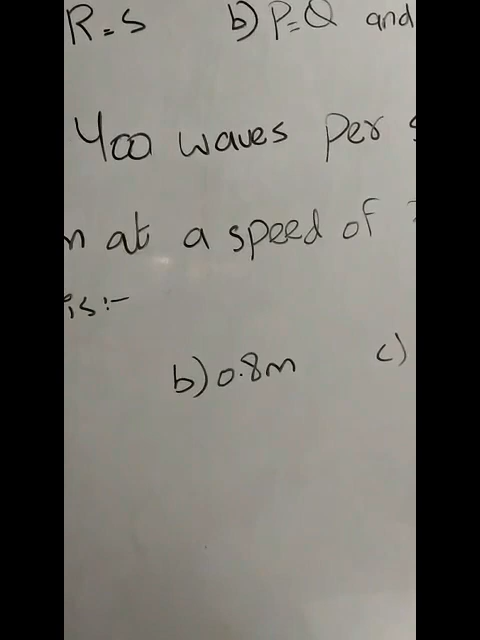 R=S b) P=Q and
400 waves per
at a speed of
is:-
b) 0.8m c)